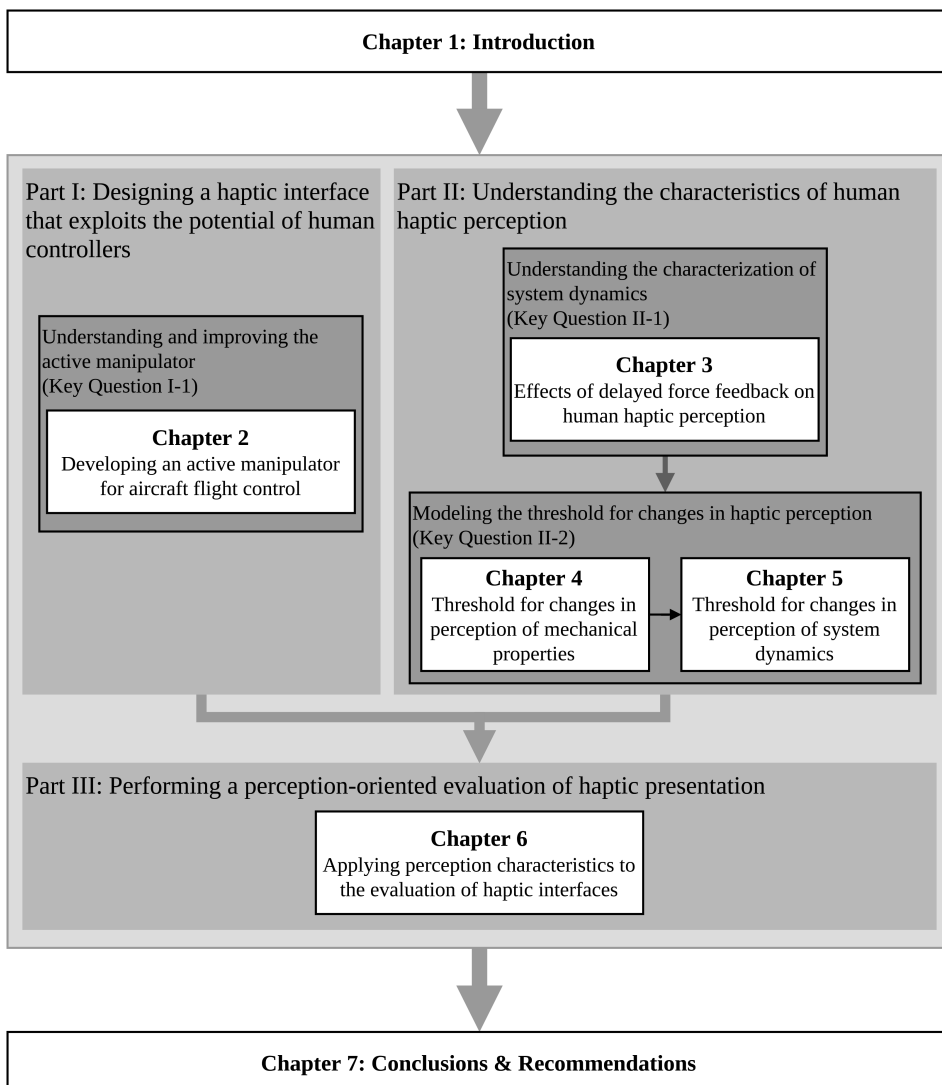 Chapter 1: Introduction
Part I: Designing a haptic interface
that exploits the potential of human
controllers
Understanding and improving the
active manipulator
(Key Question I-1)
Chapter 2
Developing an active manipulator
for aircraft flight control
Part II: Understanding the characteristics of human
haptic perception
Understanding the characterization of
system dynamics
(Key Question II-1)
Chapter 3
Effects of delayed force feedback on
human haptic perception
Modeling the threshold for changes in haptic perception
(Key Question II-2)
Chapter 4
Threshold for changes in
perception of mechanical
properties
Chapter 5
Threshold for changes in
perception of system
dynamics
Part III: Performing a perception-oriented evaluation of haptic presentation
Chapter 6
Applying perception characteristics to
the evaluation of haptic interfaces
Chapter 7: Conclusions & Recommendations